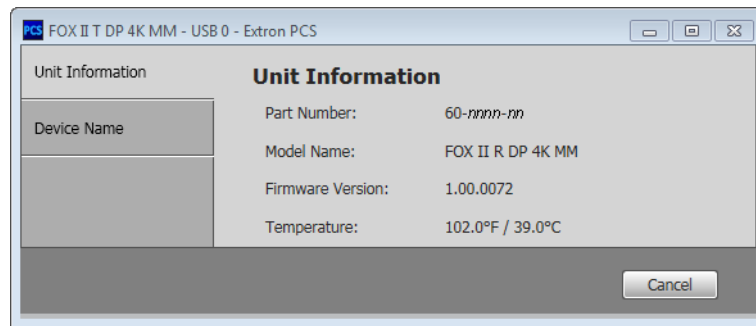 PCS FOX II T DP 4K MM - USB 0 - Extron PCS
Unit Information
Device Name
Unit Information
Part Number: 60-nnnn-nn
Model Name: FOX II R DP 4K MM
Firmware Version: 1.00.0072
Temperature: 102.0°F / 39.0°C
Cancel